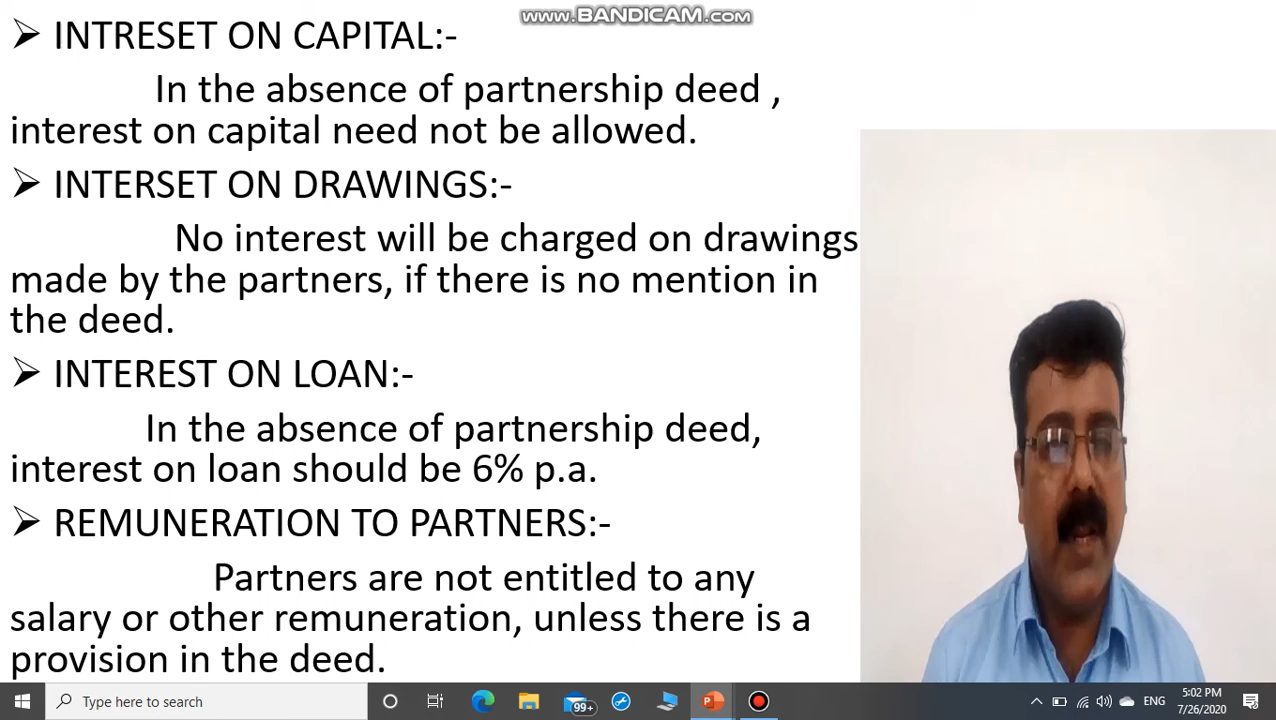 www.BANDICAM.com
➢ INTRESET ON CAPITAL:-
In the absence of partnership deed ,
interest on capital need not be allowed.
➢ INTERSET ON DRAWINGS:-
No interest will be charged on drawings
made by the partners, if there is no mention in
the deed.
➢ INTEREST ON LOAN:-
In the absence of partnership deed,
interest on loan should be 6% p.a.
➢ REMUNERATION TO PARTNERS:-
Partners are not entitled to any
salary or other remuneration, unless there is a
provision in the deed.
Type here to search
99+
P
ENG
5:02 PM
7/26/2020